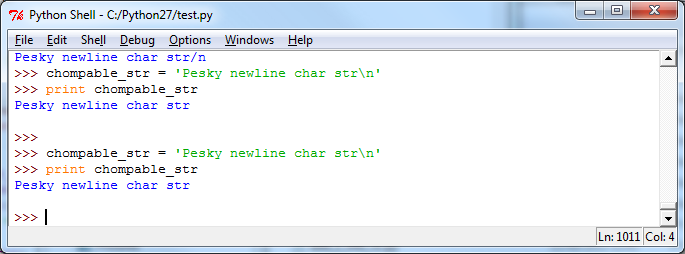 Python Shell - C:/Python27/test.py
File Edit Shell Debug Options Windows Help
Pesky newline char str/n
>>> chompable_str = 'Pesky newline char str\n'
>>> print chompable_str
Pesky newline char str
>>>
>>> chompable_str = 'Pesky newline char str\n'
>>> print chompable_str
Pesky newline char str
>>>
Ln: 1011 Col: 4